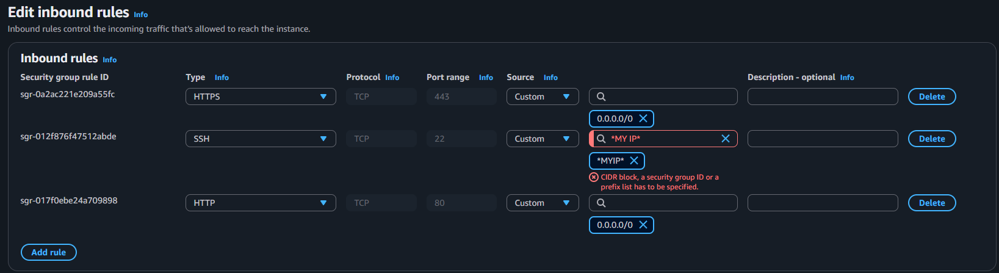 Edit inbound rules Info
Inbound rules control the incoming traffic that's allowed to reach the instance.
Inbound rules Info
Security group rule ID Type Info Protocol Info Port range Info Source Info Description - optional Info
sgr-0a2ac221e209a55fc HTTPS TCP 443 Custom Delete
0.0.0.0/0
sgr-012f876f47512abde SSH TCP 22 Custom *MY IP* Delete
*MYIP*
CIDR block, a security group ID or a
prefix list has to be specified.
sgr-017f0ebe24a709898 HTTP TCP 80 Custom Delete
0.0.0.0/0
Add rule